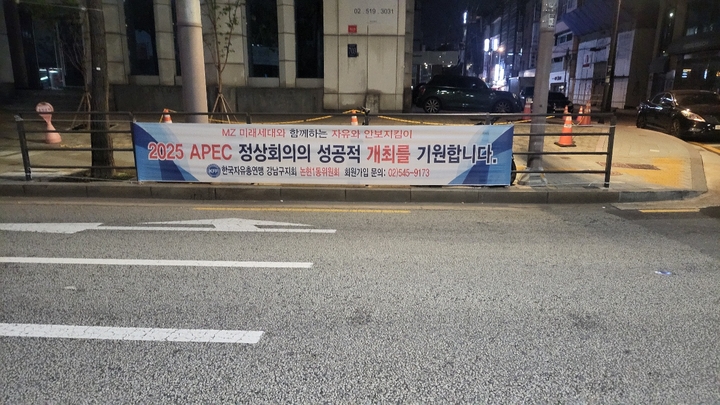 02 . 519 . 3031
MZ 미래세대와 함께하는 자유와 안보지킴이
2025 APEC 정상회의의 성공적 개최를 기원합니다.
한국자유총연맹 강남구지회 논현1동위원회 회원가입 문의: 02)545-9173